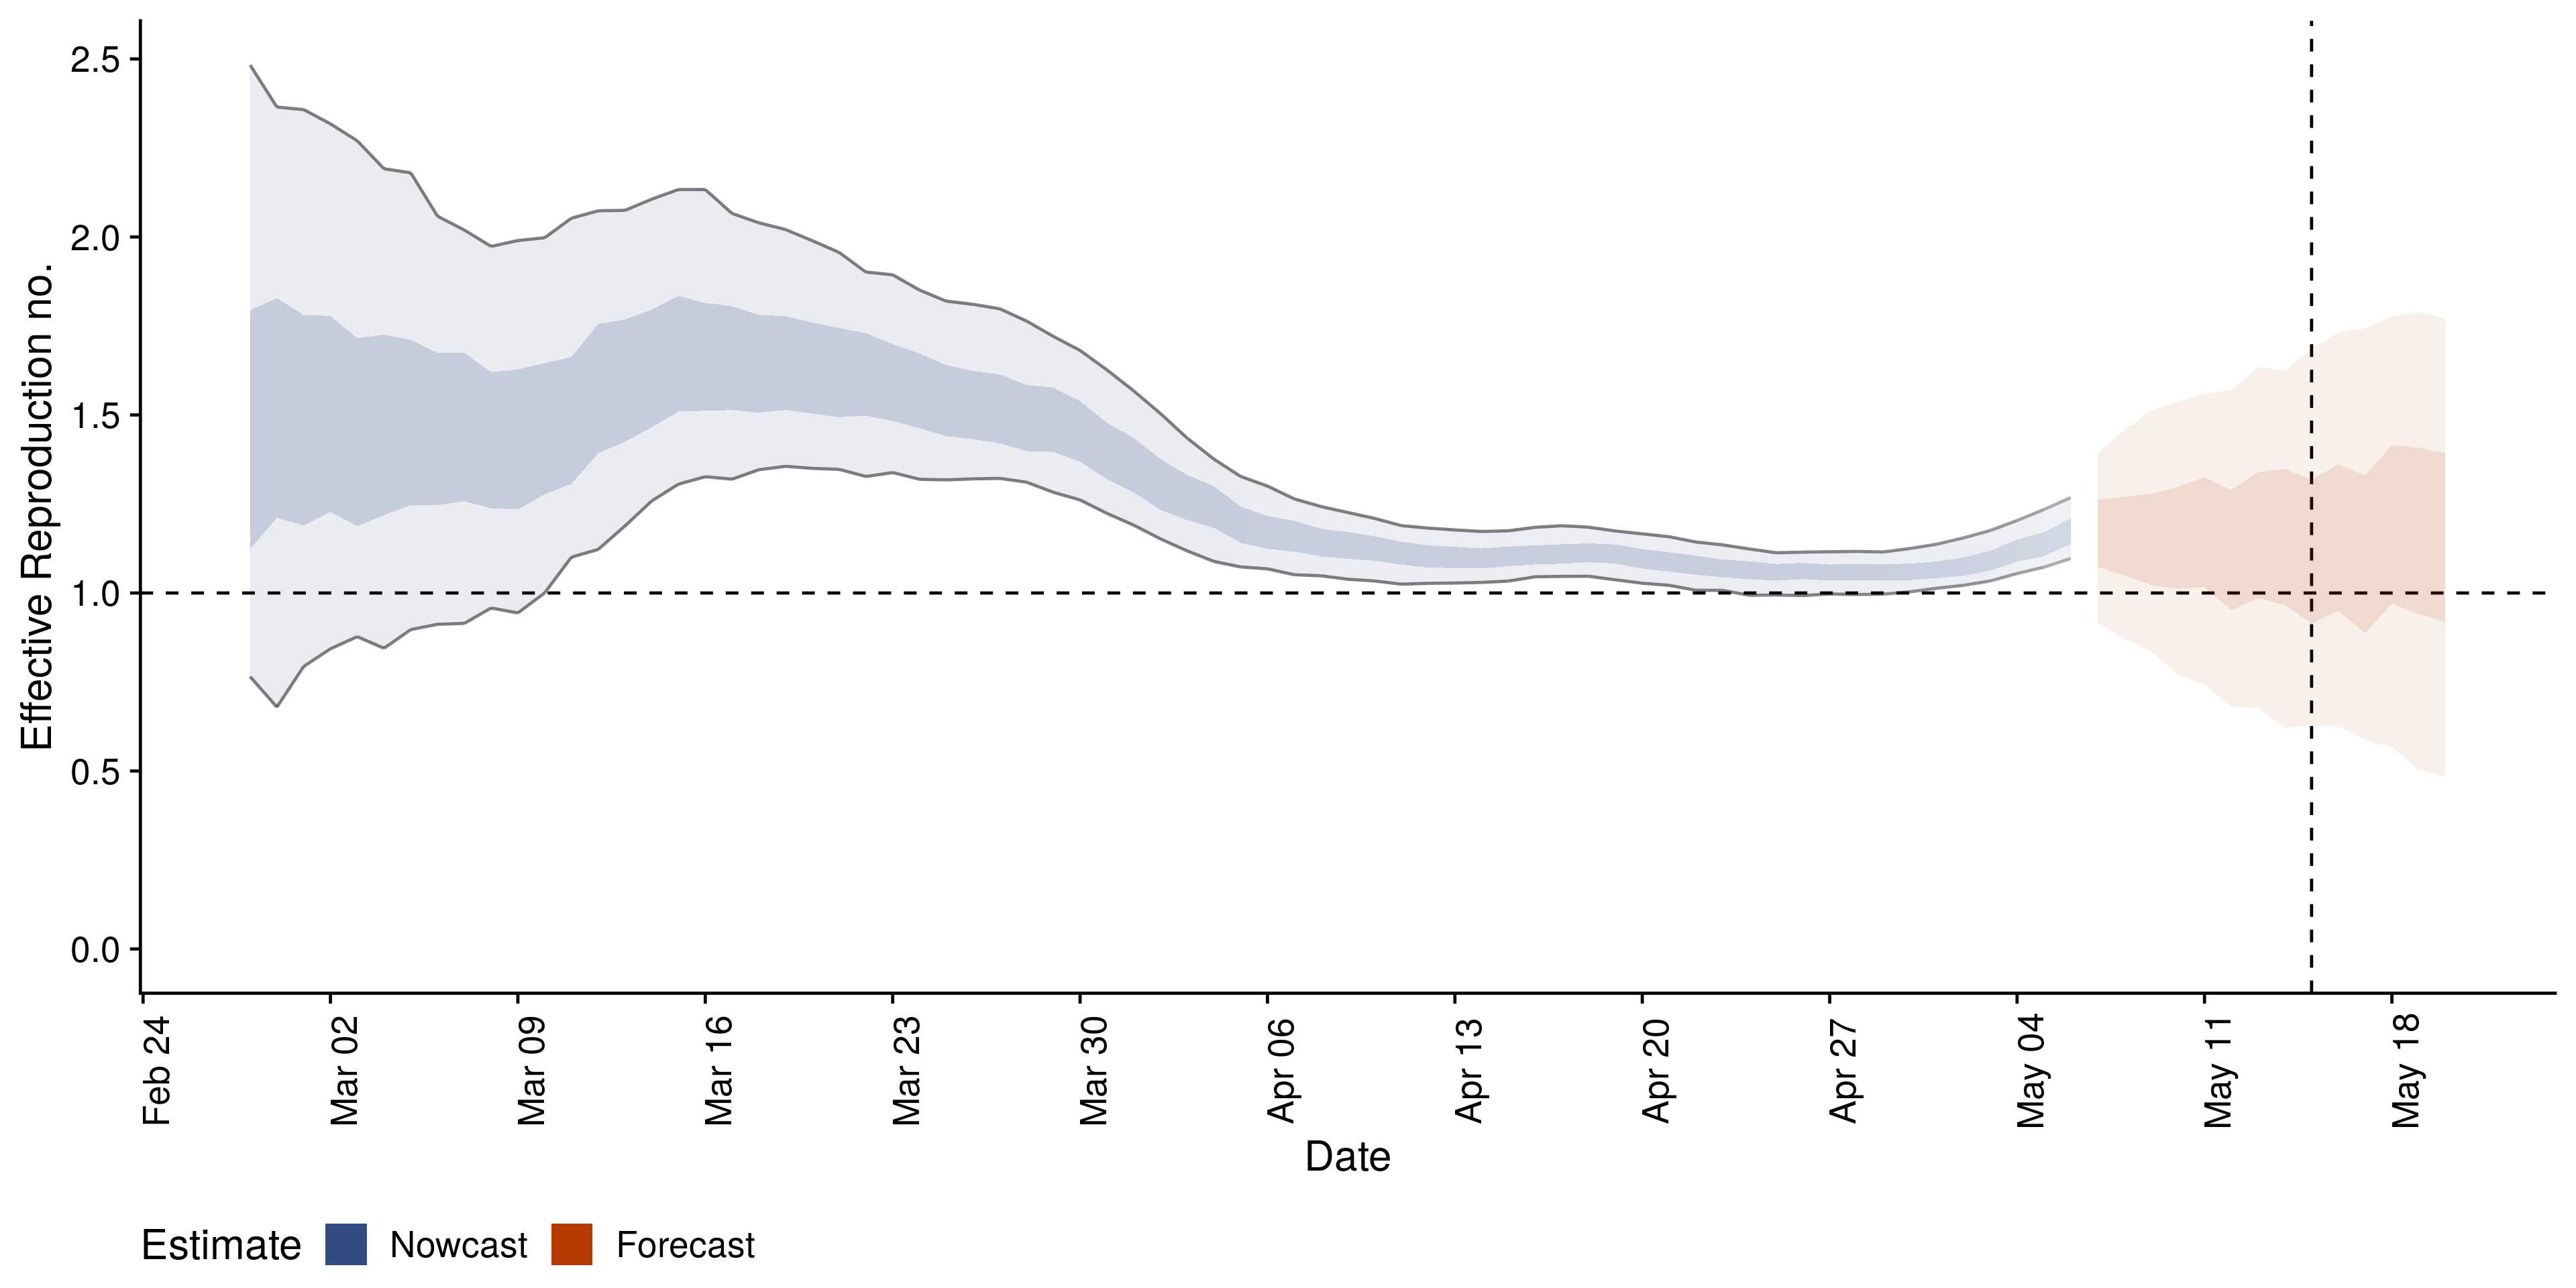 Effective Reproduction no.
2.5
2.0
1.5
1.0
0.5
0.0
Feb 24
Mar 02
Mar 09
Mar 16
Mar 23
Mar 30
Apr 06
Apr 13
Apr 20
Apr 27
May 04
May 11
May 18
Date
Estimate Nowcast Forecast